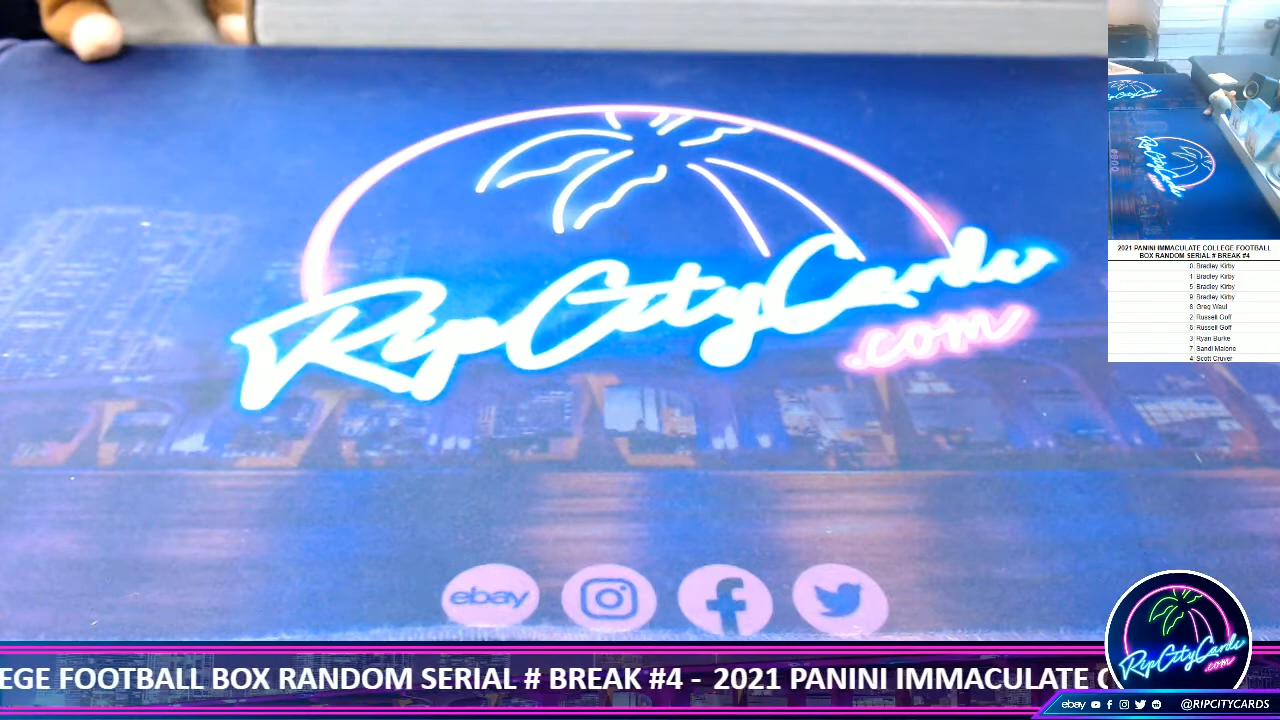 RipCityCards
.com
ebay
2021 PANINI IMMACULATE COLLEGE FOOTBALL
BOX RANDOM SERIAL # BREAK #4
0 Bradley Kirby
1 Bradley Kirby
5 Bradley Kirby
9 Bradley Kirby
8 Greg Waul
2 Russell Goff
6 Russell Goff
3 Ryan Burke
7 Sandi Malone
4 Scott Cruver
RipCityCards
.com
EGE FOOTBALL BOX RANDOM SERIAL # BREAK #4 - 2021 PANINI IMMACULATE C
RipCityCards
.com
ebay @RIPCITYCARDS